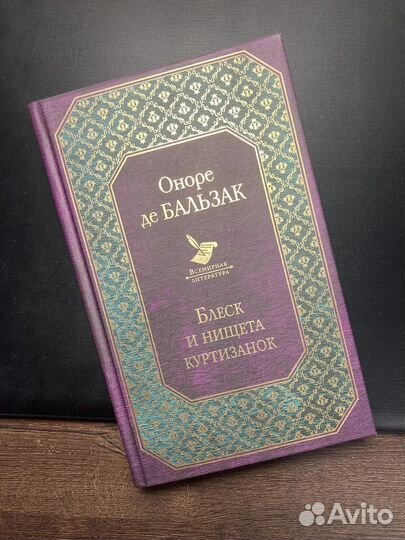 Оноре
де БАЛЬЗАК
Всемирная
литература
Блеск
и нищета
куртизанок
Avito